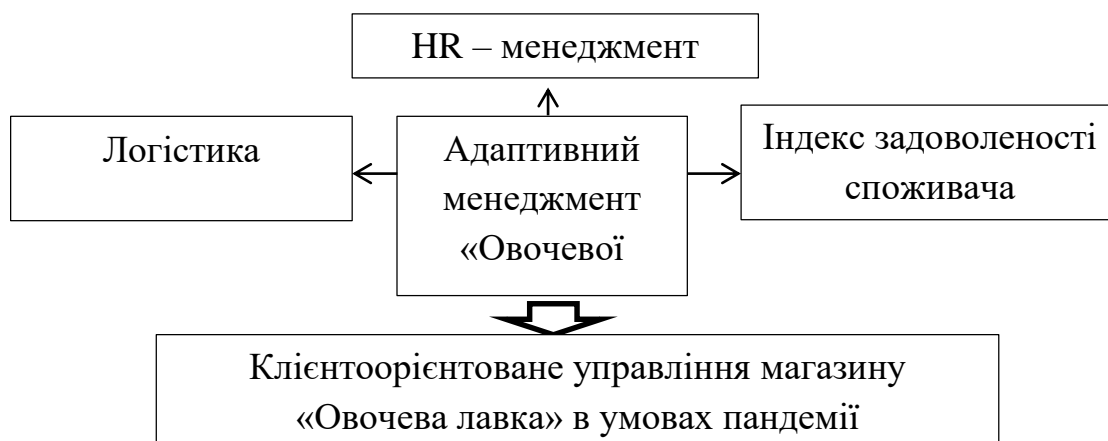 HR – менеджмент
Логістика
Адаптивний
менеджмент
«Овочевої
Індекс задоволеності
споживача
Клієнтоорієнтоване управління магазину
«Овочева лавка» в умовах пандемії